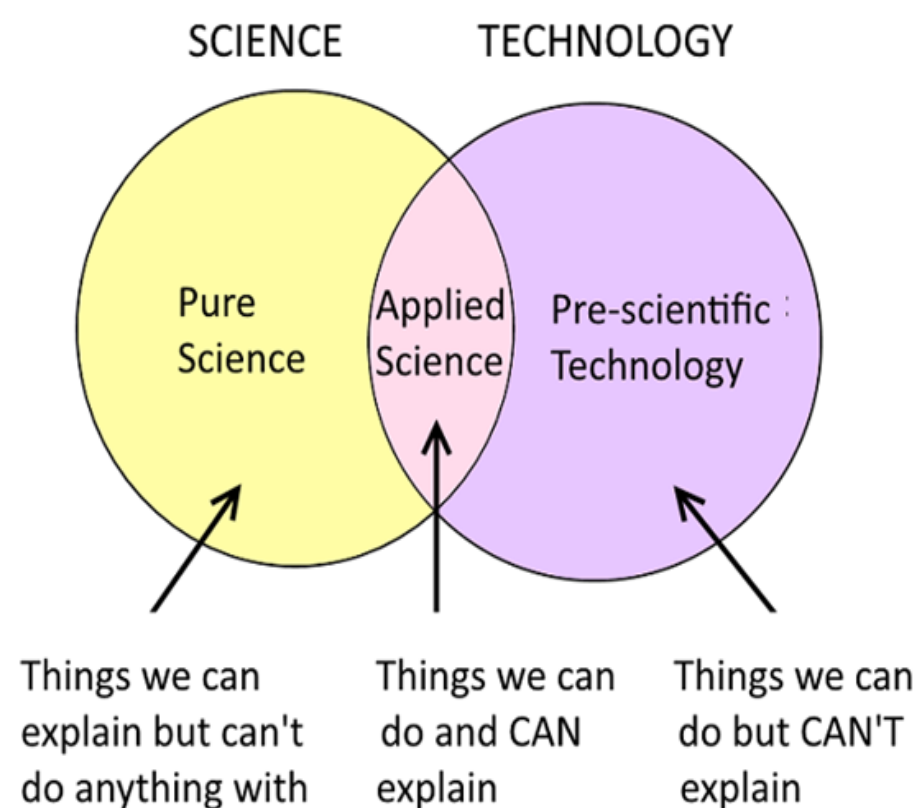 SCIENCE
TECHNOLOGY
Pure
Science
Applied
Science
Pre-scientific :
Technology
Things we can
explain but can't
do anything with
Things we can
do and CAN
explain
Things we can
do but CAN'T
explain